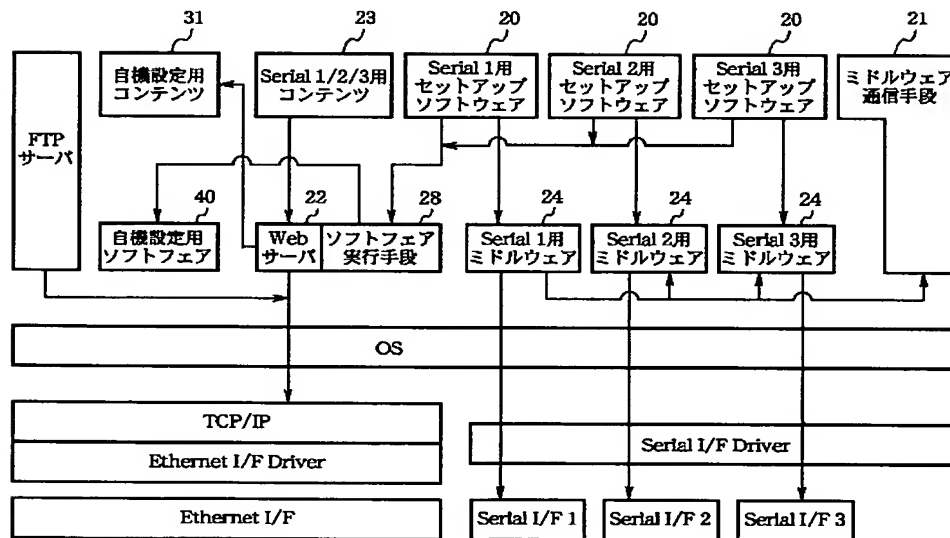 31
23
20
20
20
21
自機設定用
コンテンツ
Serial 1/2/3用
コンテンツ
Serial 1用
セットアップ
ソフトウェア
Serial 2用
セットアップ
ソフトウェア
Serial 3用
セットアップ
ソフトウェア
ミドルウェア
通信手段
FTP
サーバ
40
22
28
24
24
24
自機設定用
ソフトフェア
Web
サーバ
ソフトフェア
実行手段
Serial 1用
ミドルウェア
Serial 2用
ミドルウェア
Serial 3用
ミドルウェア
OS
TCP/IP
Ethernet I/F Driver
Serial I/F Driver
Ethernet I/F
Serial I/F 1
Serial I/F 2
Serial I/F 3